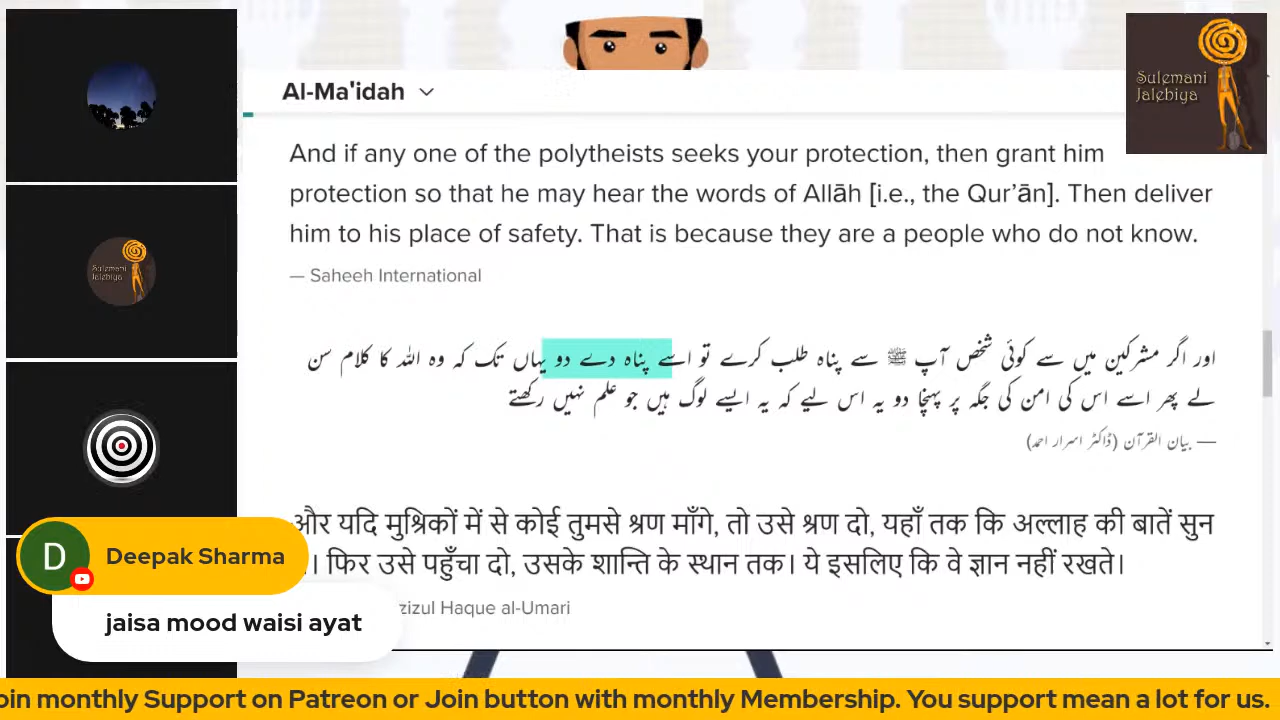 Sulemani
Jalebiya
Al-Ma'idah
And if any one of the polytheists seeks your protection, then grant him
protection so that he may hear the words of Allāh [i.e., the Qur’ān]. Then deliver
him to his place of safety. That is because they are a people who do not know.
— Saheeh International
Sulemani
Jalebiya
اور اگر مشرکین میں سے کوئی شخص آپ ﷺ سے پناہ طلب کرے تو اسے پناہ دے دو یہاں تک کہ وہ اللہ کا کلام سن
لے پھر اسے اس کی امن کی جگہ پر پہنچا دو یہ اس لیے کہ یہ ایسے لوگ ہیں جو علم نہیں رکھتے
— بیان القرآن (ڈاکٹر اسرار احمد)
और यदि मुश्रिकों में से कोई तुमसे श्रण माँगे, तो उसे श्रण दो, यहाँ तक कि अल्लाह की बातें सुन
। फिर उसे पहुँचा दो, उसके शान्ति के स्थान तक। ये इसलिए कि वे ज्ञान नहीं रखते।
zizul Haque al-Umari
D
Deepak Sharma
jaisa mood waisi ayat
oin monthly Support on Patreon or Join button with monthly Membership. You support mean a lot for us.